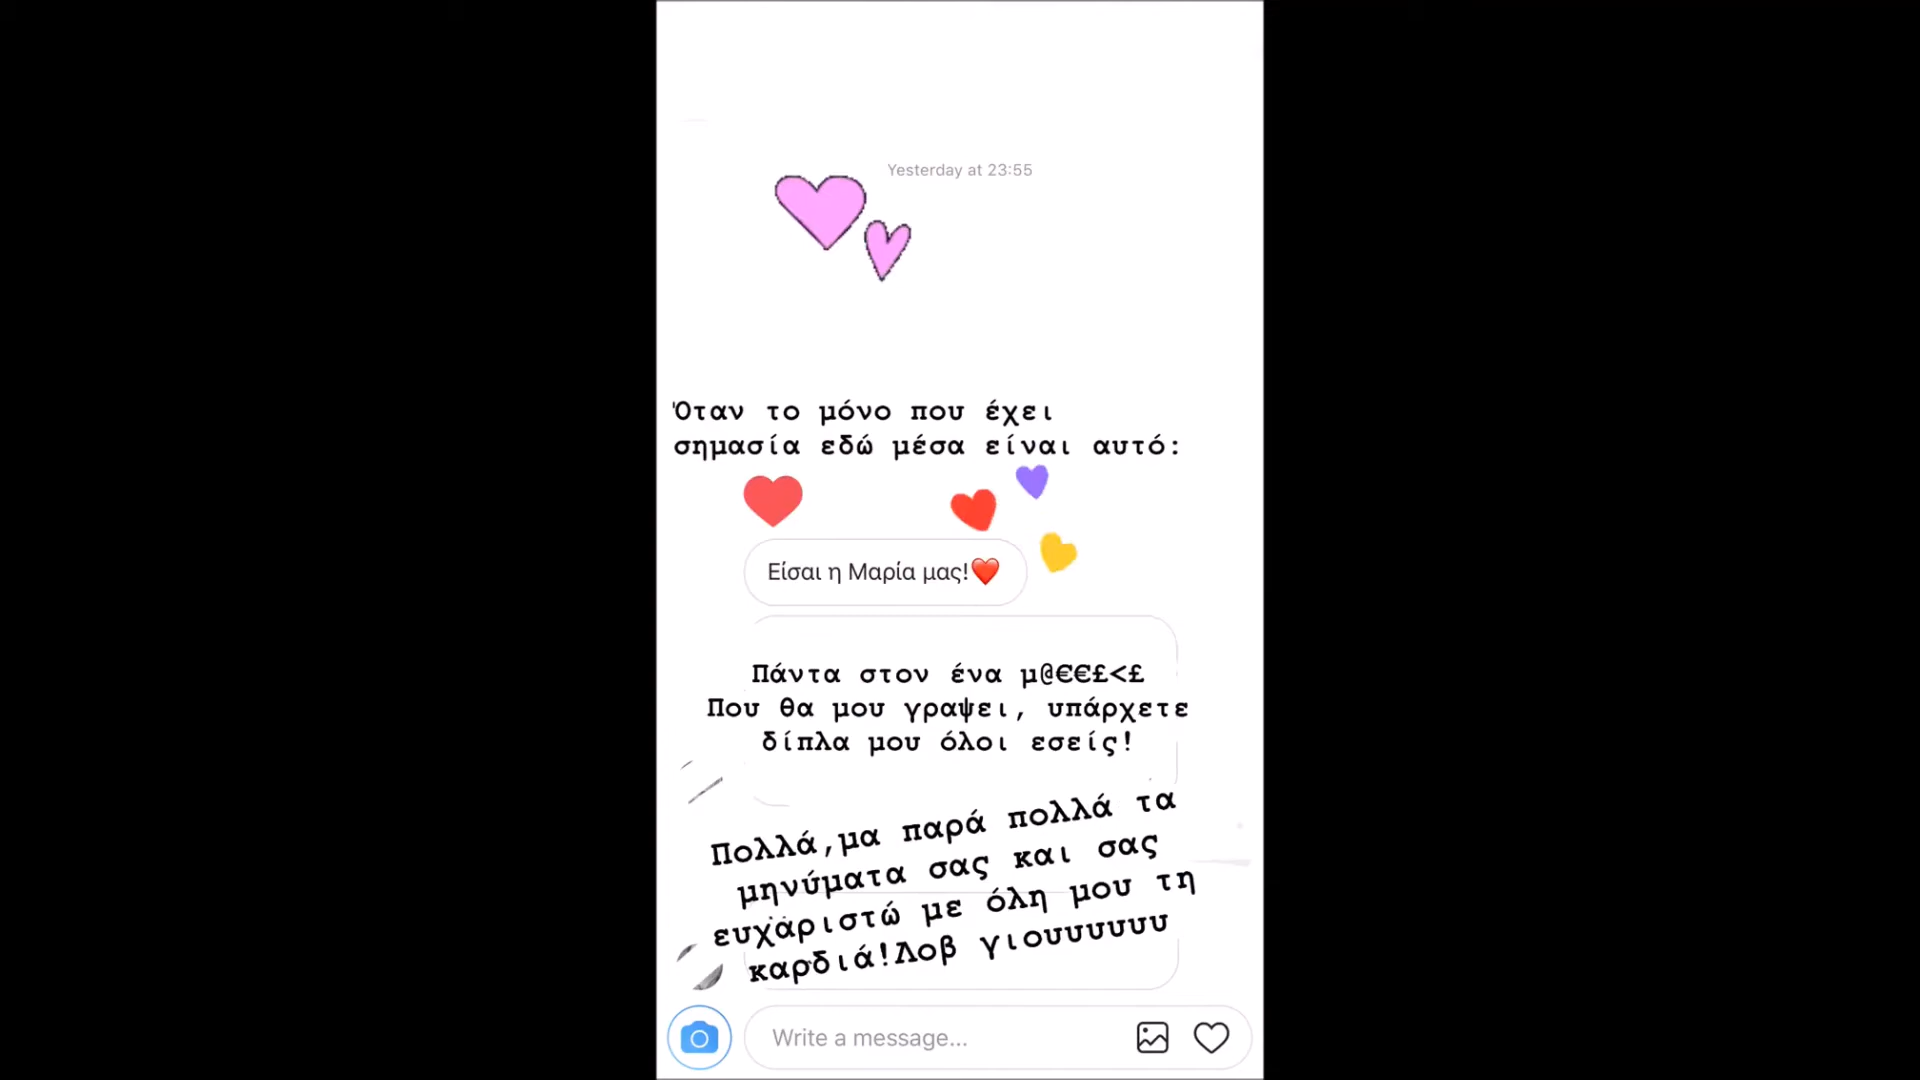 Yesterday at 23:55
Όταν το μόνο που έχει
σημασία εδώ μέσα είναι αυτό:
Είσαι η Μαρία μας!❤️
Πάντα στον ένα μ@€€£<£
Που θα μου γραψει, υπάρχετε
δίπλα μου όλοι εσείς!
Πολλά,μα παρά πολλά τα
μηνύματα σας και σας
ευχαριστώ με όλη μου τη
καρδιά!Λοβ γιουυυυυυ
Write a message...